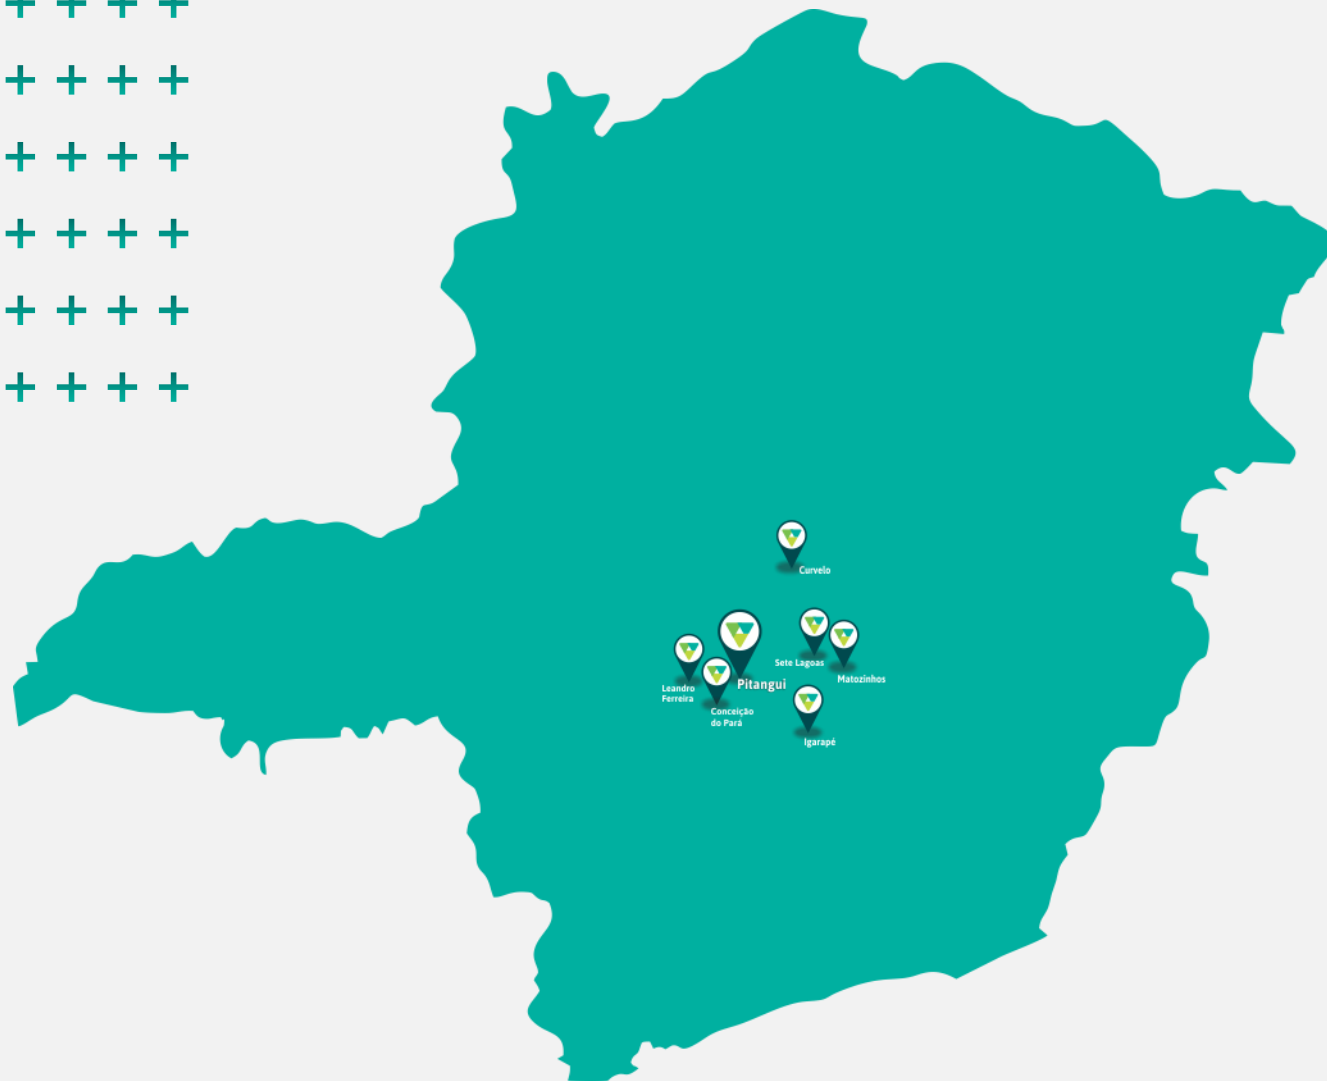 Curvelo
Sete Lagoas
Matozinhos
Pitangui
Leandro
Ferreira
Conceição
do Pará
Igarapé